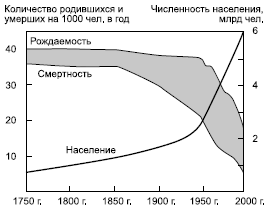 Количество родившихся и
умерших на 1000 чел, в год
Численность населения,
млрд чел.
40
Рождаемость
Смертность
30
20
10
Население
6
4
2
1750 г.
1800 г.
1850 г.
1900 г.
1950 г.
2000 г.